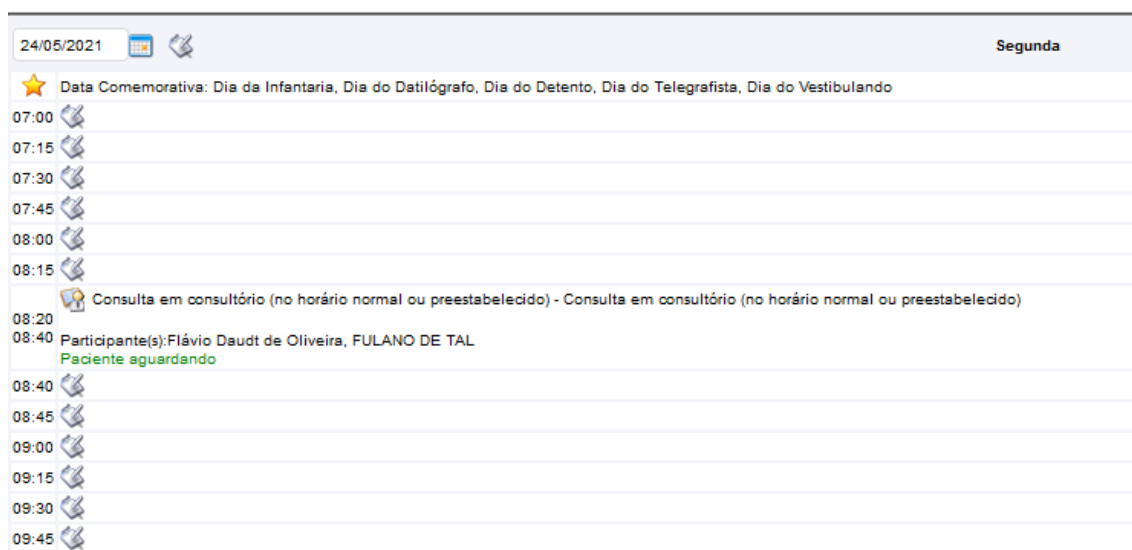 24/05/2021 Segunda
Data Comemorativa: Dia da Infantaria, Dia do Datilógrafo, Dia do Detento, Dia do Telegrafista, Dia do Vestibulando
07:00
07:15
07:30
07:45
08:00
08:15
Consulta em consultório (no horário normal ou preestabelecido) - Consulta em consultório (no horário normal ou preestabelecido)
08:20
08:40 Participante(s):Flávio Daudt de Oliveira, FULANO DE TAL
Paciente aguardando
08:40
08:45
09:00
09:15
09:30
09:45